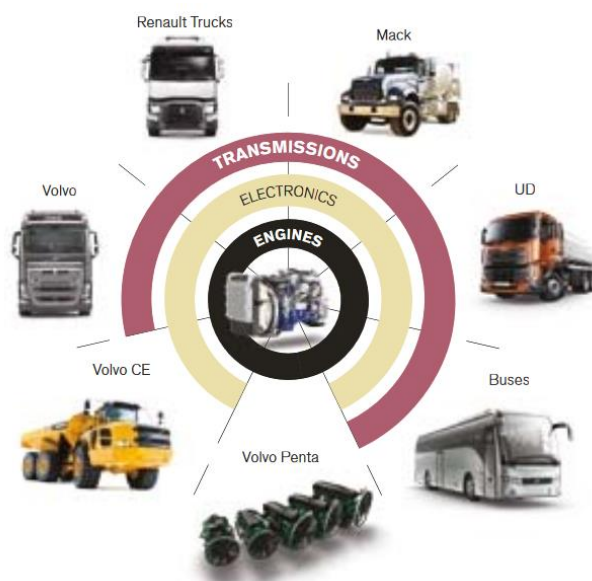 Renault Trucks
Mack
TRANSMISSIONS
Volvo
ELECTRONICS
UD
ENGINES
Volvo CE
Buses
Volvo Penta